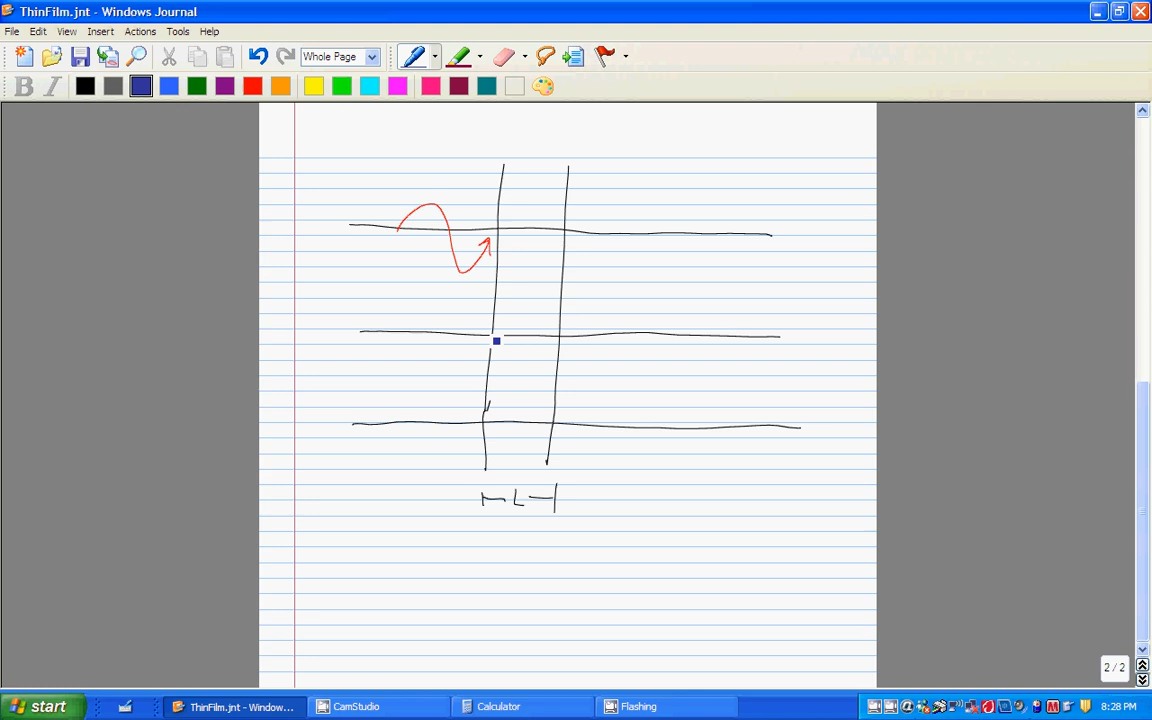 ThinFilm.jnt - Windows Journal
File Edit View Insert Actions Tools Help
Whole Page
B I
L
2 / 2
start ThinFilm.jnt - Window... CamStudio Calculator Flashing 8:28 PM